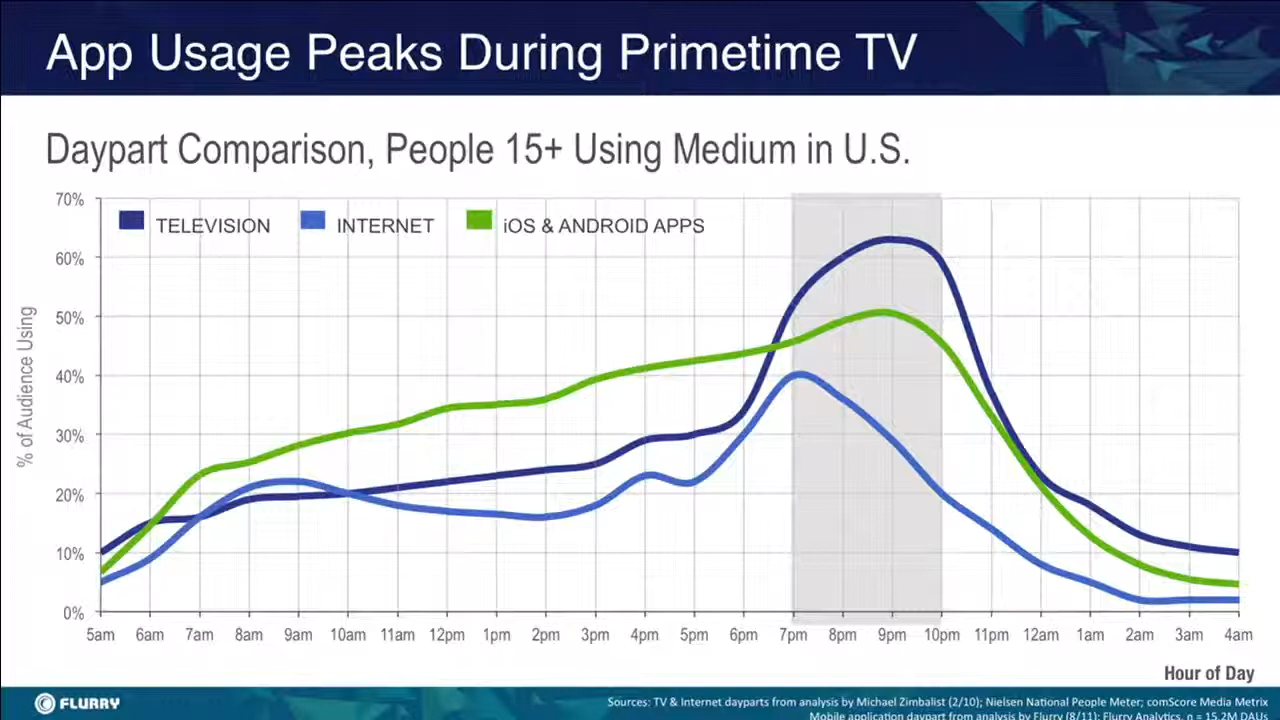 App Usage Peaks During Primetime TV
Daypart Comparison, People 15+ Using Medium in U.S.
TELEVISION INTERNET iOS & ANDROID APPS
% of Audience Using
70%
60%
50%
40%
30%
20%
10%
0%
5am 6am 7am 8am 9am 10am 11am 12pm 1pm 2pm 3pm 4pm 5pm 6pm 7pm 8pm 9pm 10pm 11pm 12am 1am 2am 3am 4am
Hour of Day
FLURRY
Sources: TV & Internet dayparts from analysis by Michael Zimbalist (2/10); Nielsen National People Meter; comScore Media Metrix
Mobile application daypart from analysis by Flurry (8/11); Flurry Analytics, n = 15.2M DAUs